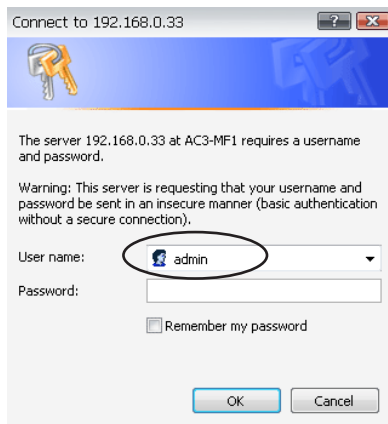 Connect to 192.168.0.33
The server 192.168.0.33 at AC3-MF1 requires a username
and password.
Warning: This server is requesting that your username and
password be sent in an insecure manner (basic authentication
without a secure connection).
User name:
admin
Password:
Remember my password
OK
Cancel